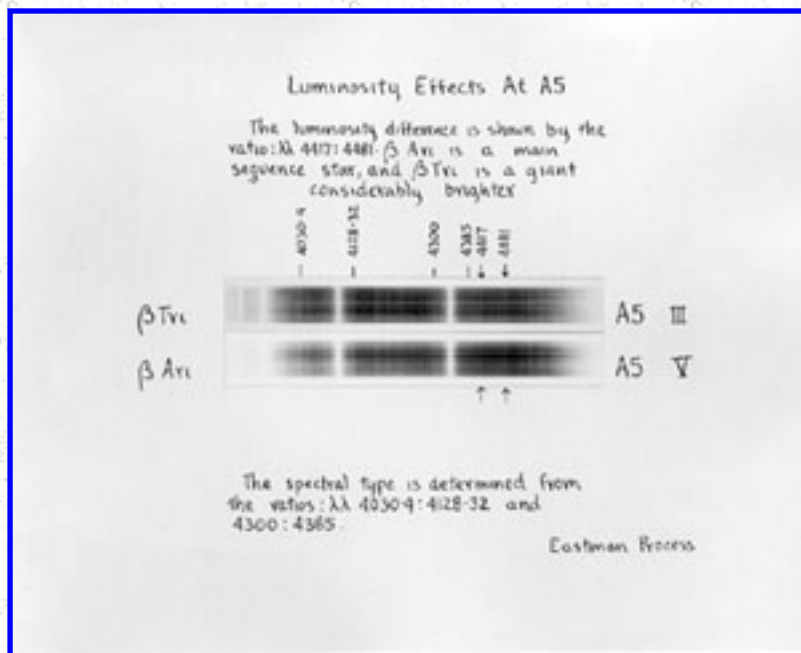 Luminosity Effects At A5
The luminosity difference is shown by the
ratio: λλ 4417:4481. β Ari is a main
sequence star, and β Tri is a giant
considerably brighter
4030-4 4128-32 4300 4385 4417 4481
β Tri A5 III
β Ari A5 V
The spectral type is determined from
the ratios: λλ 4030-4:4128-32 and
4300:4385.
Eastman Process